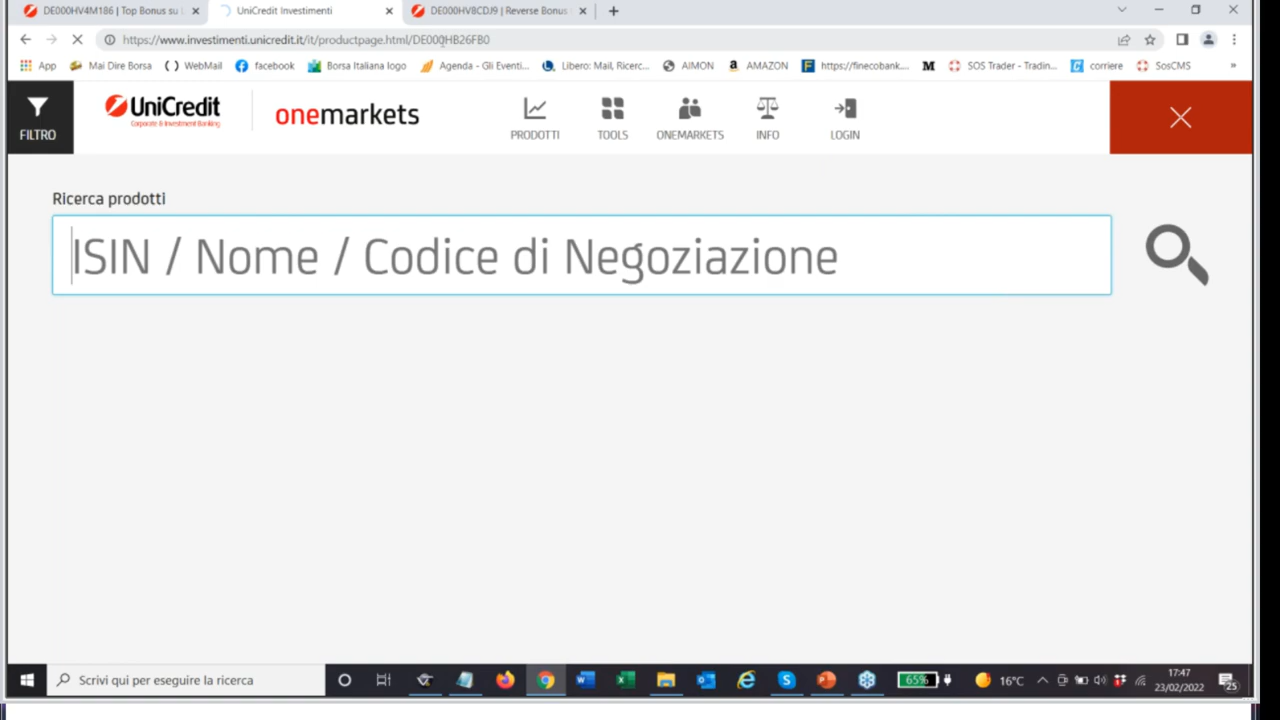 DE000HV4M186 | Top Bonus su
UniCredit Investimenti
DE000HV8CDJ9 | Reverse Bonus
https://www.investimenti.unicredit.it/it/productpage.html/DE000HB26FB0
App
Mai Dire Borsa
WebMail
facebook
Borsa Italiana logo
Agenda - Gli Eventi...
Libero: Mail, Ricerc...
AIMON
AMAZON
https://finecobank....
SOS Trader - Tradin...
corriere
SosCMS
»
FILTRO
UniCredit
Corporate & Investment Banking
onemarkets
PRODOTTI
TOOLS
ONEMARKETS
INFO
LOGIN
Ricerca prodotti
ISIN / Nome / Codice di Negoziazione
Scrivi qui per eseguire la ricerca
65%
16°C
17:47
23/02/2022
25